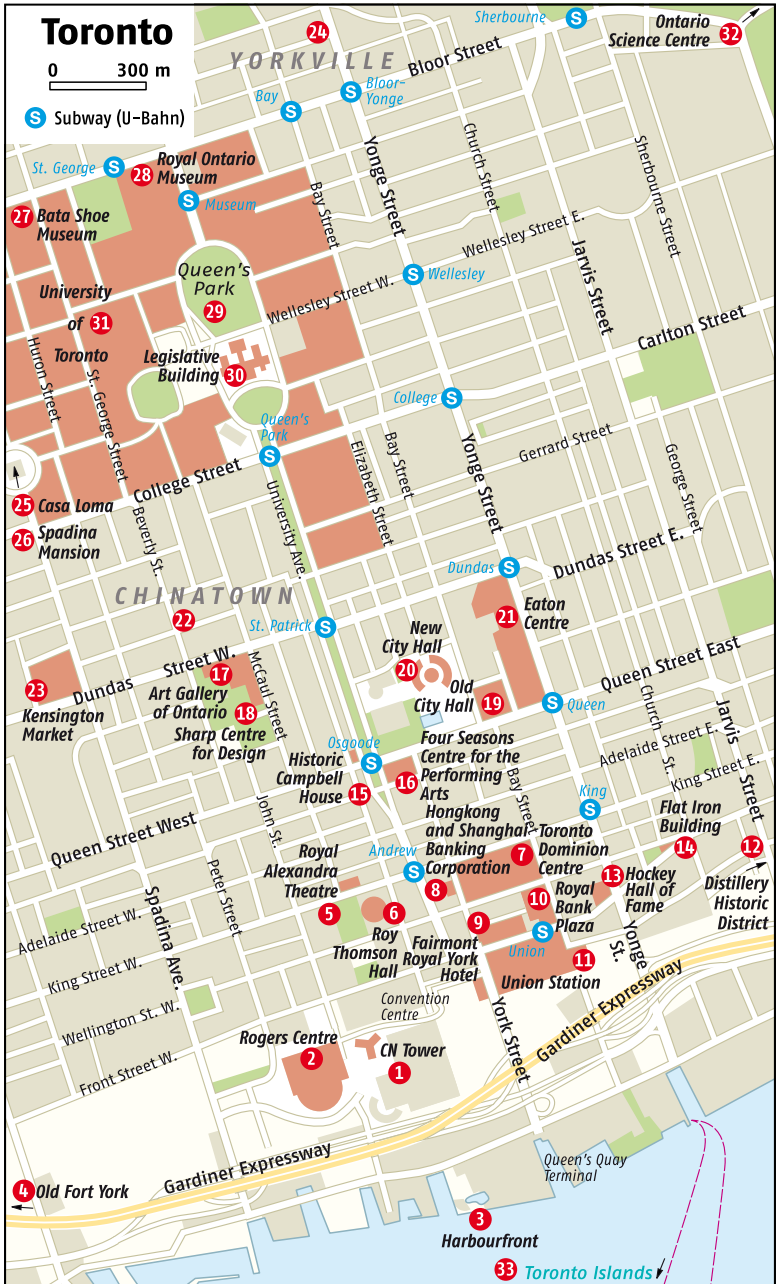 Toronto
0 300 m
S Subway (U-Bahn)
24
YORKVILLE
Sherbourne
S
Ontario
Science Centre
32
Bloor Street
Bay
S
S
Bloor-
Yonge
St. George
S
28
Royal Ontario
Museum
S
Museum
27
Bata Shoe
Museum
Bay Street
Yonge Street
Church Street
Sherbourne Street
Wellesley Street E.
Jarvis Street
Queen's
Park
29
Wellesley Street W.
S
Wellesley
University
of 31
Toronto
Legislative
Building
30
Carlton Street
Huron Street
St. George Street
College
S
Queen's
Park
S
College Street
25
Casa Loma
26
Spadina
Mansion
Beverly St.
University Ave.
Elizabeth Street
Bay Street
Yonge Street
Gerrard Street
George Street
Dundas
S
Dundas Street E.
CHINATOWN
22
St. Patrick
S
21
Eaton
Centre
New
City Hall
20
Old
City Hall
19
Queen Street East
S
Queen
23
Kensington
Market
Dundas Street W.
17
Art Gallery
of Ontario
18
Sharp Centre
for Design
McCaul Street
Osgoode
S
Historic
Campbell
House
15
16
Four Seasons
Centre for the
Performing
Arts
Church St.
Jarvis Street
Adelaide Street E.
King Street E.
Bay Street
King
S
Queen Street West
John St.
Hongkong
and Shanghai
Banking
Corporation
8
Toronto
Dominion
Centre
7
Flat Iron
Building
14
12
Distillery
Historic
District
13
Hockey
Hall of
Fame
Andrew
S
Royal
Alexandra
Theatre
5
6
Roy
Thomson
Hall
9
Fairmont
Royal York
Hotel
10
Royal
Bank
Plaza
Union
S
11
Union Station
Yonge
St.
Peter Street
Spadina Ave.
Adelaide Street W.
King Street W.
Wellington St. W.
Front Street W.
Convention
Centre
York Street
Gardiner Expressway
Rogers Centre
2
CN Tower
1
Gardiner Expressway
4
Old Fort York
Queen's Quay
Terminal
3
Harbourfront
33
Toronto Islands